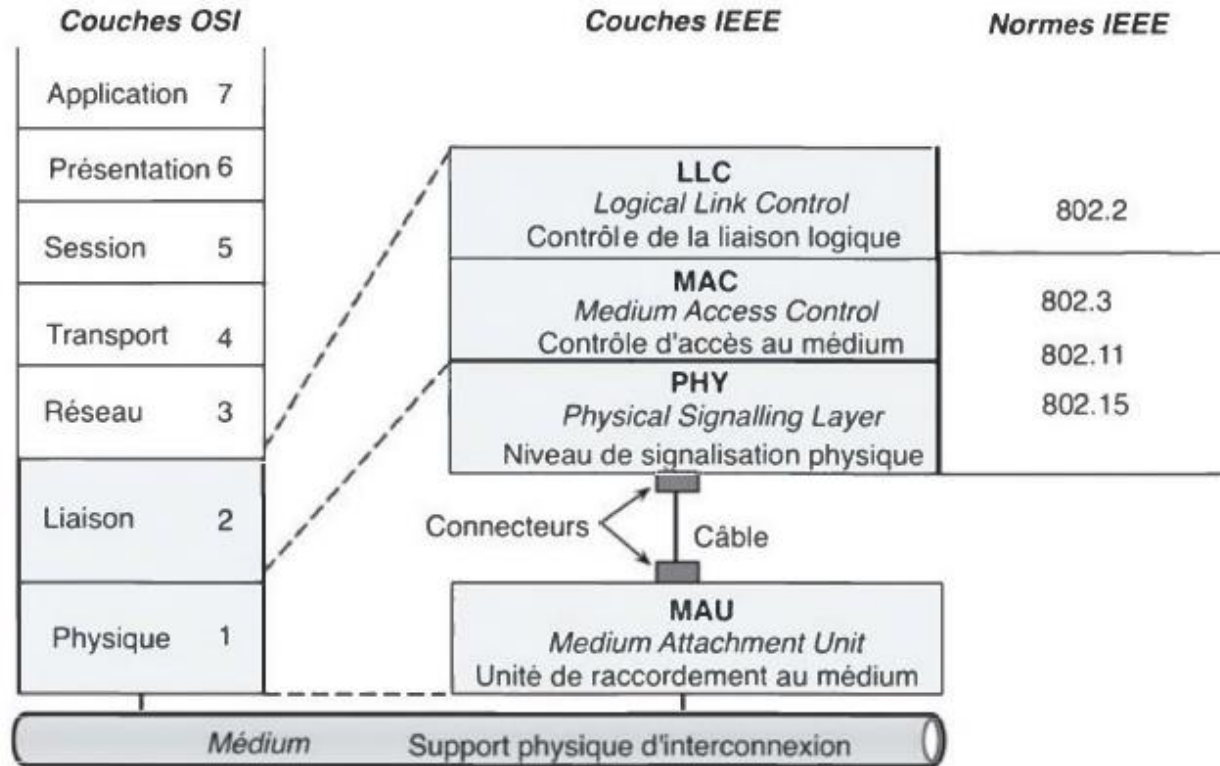 Couches OSI
Couches IEEE
Normes IEEE
Application 7
Présentation 6
Session 5
Transport 4
Réseau 3
Liaison 2
Physique 1
LLC
Logical Link Control
Contrôle de la liaison logique
802.2
MAC
Medium Access Control
Contrôle d'accès au médium
802.3
802.11
802.15
PHY
Physical Signalling Layer
Niveau de signalisation physique
Connecteurs
Câble
MAU
Medium Attachment Unit
Unité de raccordement au médium
Médium Support physique d'interconnexion